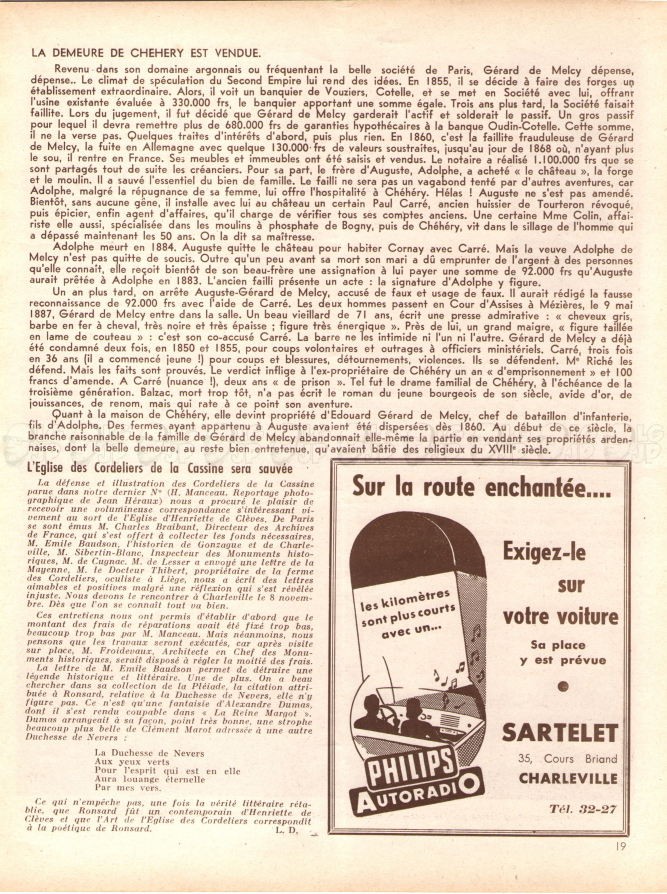 LA DEMEURE DE CHEHERY EST VENDUE.
Revenu dans son domaine argonnais ou fréquentant la belle société de Paris, Gérard de Melcy dépense,
dépense.. Le climat de spéculation du Second Empire lui rend des idées. En 1855, il se décide à faire des forges un
établissement extraordinaire. Alors, il voit un banquier de Vouziers, Cotelle, et se met en Société avec lui, offrant
l'usine existante évaluée à 330.000 frs, le banquier apportant une somme égale. Trois ans plus tard, la Société faisait
faillite. Lors du jugement, il fut décidé que Gérard de Melcy garderait l'actif et solderait le passif. Un gros passif
pour lequel il devra remettre plus de 680.000 frs de garanties hypothécaires à la banque Oudin-Cotelle. Cette somme,
il ne la verse pas. Quelques traites d'intérêts d'abord, puis plus rien. En 1860, c'est la faillite frauduleuse de Gérard
de Melcy, la fuite en Allemagne avec quelque 130.000 frs de valeurs soustraites, jusqu'au jour de 1868 où, n'ayant plus
le sou, il rentre en France. Ses meubles et immeubles ont été saisis et vendus. Le notaire a réalisé 1.100.000 frs que se
sont partagés tout de suite les créanciers. Pour sa part, le frère d'Auguste, Adolphe, a acheté « le château », la forge
et le moulin. Il a sauvé l'essentiel du bien de famille. Le failli ne sera pas un vagabond tenté par d'autres aventures, car
Adolphe, malgré la répugnance de sa femme, lui offre l'hospitalité à Chéhéry. Hélas ! Auguste ne s'est pas amendé.
Bientôt, sans aucune gêne, il installe avec lui au château un certain Paul Carré, ancien huissier de Tourteron révoqué,
puis épicier, enfin agent d'affaires, qu'il charge de vérifier tous ses comptes anciens. Une certaine Mme Colin, affai-
riste elle aussi, spécialisée dans les moulins à phosphate de Bogny, puis de Chéhéry, vit dans le sillage de l'homme qui
a dépassé maintenant les 50 ans. On la dit sa maîtresse.
Adolphe meurt en 1884. Auguste quitte le château pour habiter Cornay avec Carré. Mais la veuve Adolphe de
Melcy n'est pas quitte de soucis. Outre qu'un peu avant sa mort son mari a dû emprunter de l'argent à des personnes
qu'elle connaît, elle reçoit bientôt de son beau-frère une assignation à lui payer une somme de 92.000 frs qu'Auguste
aurait prêtée à Adolphe en 1883. L'ancien failli présente un acte : la signature d'Adolphe y figure.
Un an plus tard, on arrête Auguste-Gérard de Melcy, accusé de faux et usage de faux. Il aurait rédigé la fausse
reconnaissance de 92.000 frs avec l'aide de Carré. Les deux hommes passent en Cour d'Assises à Mézières, le 9 mai
1887, Gérard de Melcy entre dans la salle. Un beau vieillard de 71 ans, écrit une presse admirative : « cheveux gris,
barbe en fer à cheval, très noire et très épaisse ; figure très énergique ». Près de lui, un grand maigre, « figure taillée
en lame de couteau » : c'est son co-accusé Carré. La barre ne les intimide ni l'un ni l'autre. Gérard de Melcy a déjà
été condamné deux fois, en 1850 et 1855, pour coups volontaires et outrages à officiers ministériels. Carré, trois fois
en 36 ans (il a commencé jeune !) pour coups et blessures, détournements, violences. Ils se défendent. Me Riché les
défend. Mais les faits sont prouvés. Le verdict inflige à l'ex-propriétaire de Chéhéry un an « d'emprisonnement » et 100
francs d'amende. A Carré (nuance !), deux ans « de prison ». Tel fut le drame familial de Chéhéry, à l'échéance de la
troisième génération. Balzac, mort trop tôt, n'a pas écrit le roman du jeune bourgeois de son siècle, avide d'or, de
jouissances, de renom, mais qui rate à ce point son aventure.
Quant à la maison de Chéhéry, elle devint propriété d'Edouard Gérard de Melcy, chef de bataillon d'infanterie,
fils d'Adolphe. Des fermes ayant appartenu à Auguste avaient été dispersées dès 1860. Au début de ce siècle, la
branche raisonnable de la famille de Gérard de Melcy abandonnait elle-même la partie en vendant ses propriétés arden-
naises, dont la belle demeure, au reste bien entretenue, qu'avaient bâtie des religieux du XVIIIe siècle.
L'Eglise des Cordeliers de la Cassine sera sauvée
La défense et illustration des Cordeliers de la Cassine
parue dans notre dernier No (H. Manceau. Reportage photo-
graphique de Jean Héraux) nous a procuré le plaisir de
recevoir une volumineuse correspondance s'intéressant vi-
vement au sort de l'Eglise d'Henriette de Clèves. De Paris
se sont émus M. Charles Braibant, Directeur des Archives
de France, qui s'est offert à collecter les fonds nécessaires,
M. Emile Baudson, l'historien de Gonzague et de Charle-
ville, M. Sibertin-Blanc, Inspecteur des Monuments histo-
riques, M. de Cugnac. M. de Lesser a envoyé une lettre de la
Mayenne, M. le Docteur Thibert, propriétaire de la ferme
des Cordeliers, oculiste à Liège, nous a écrit des lettres
aimables et positives malgré une réflexion qui s'est révélée
injuste. Nous devons le rencontrer à Charleville le 8 novem-
bre. Dès que l'on se connaît tout va bien.
Ces entretiens nous ont permis d'établir d'abord que le
montant des frais de réparations avait été fixé trop bas,
beaucoup trop bas par M. Manceau. Mais néanmoins, nous
pensons que les travaux seront exécutés, car après visite
sur place, M. Froidevaux, Architecte en Chef des Monu-
ments historiques, serait disposé à régler la moitié des frais.
La lettre de M. Emile Baudson permet de détruire une
légende historique et littéraire. Une de plus. On a beau
chercher dans sa collection de la Pléiade, la citation attri-
buée à Ronsard, relative à la Duchesse de Nevers, elle n'y
figure pas. Ce n'est qu'une fantaisie d'Alexandre Dumas,
dont il s'est rendu coupable dans « La Reine Margot ».
Dumas arrangeait à sa façon, point très bonne, une strophe
beaucoup plus belle de Clément Marot adressée à une autre
Duchesse de Nevers :
La Duchesse de Nevers
Aux yeux verts
Pour l'esprit qui est en elle
Aura louange éternelle
Par mes vers.
Ce qui n'empêche pas, une fois la vérité littéraire réta-
blie, que Ronsard fût un contemporain d'Henriette de
Clèves et que l'Art de l'Eglise des Cordeliers correspondît
à la poétique de Ronsard.
L. D.
Sur la route enchantée....
les kilomètres
sont plus courts
avec un...
PHILIPS
AUTORADIO
Exigez-le
sur
votre voiture
Sa place
y est prévue
SARTELET
35, Cours Briand
CHARLEVILLE
Tél. 32-27
19